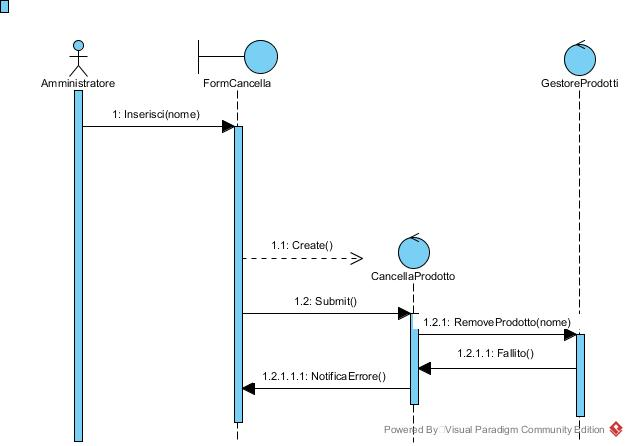 Amministratore
FormCancella
GestoreProdotti
1: Inserisci(nome)
1.1: Create()
CancellaProdotto
1.2: Submit()
1.2.1: RemoveProdotto(nome)
1.2.1.1: Fallito()
1.2.1.1.1: NotificaErrore()
Powered By Visual Paradigm Community Edition